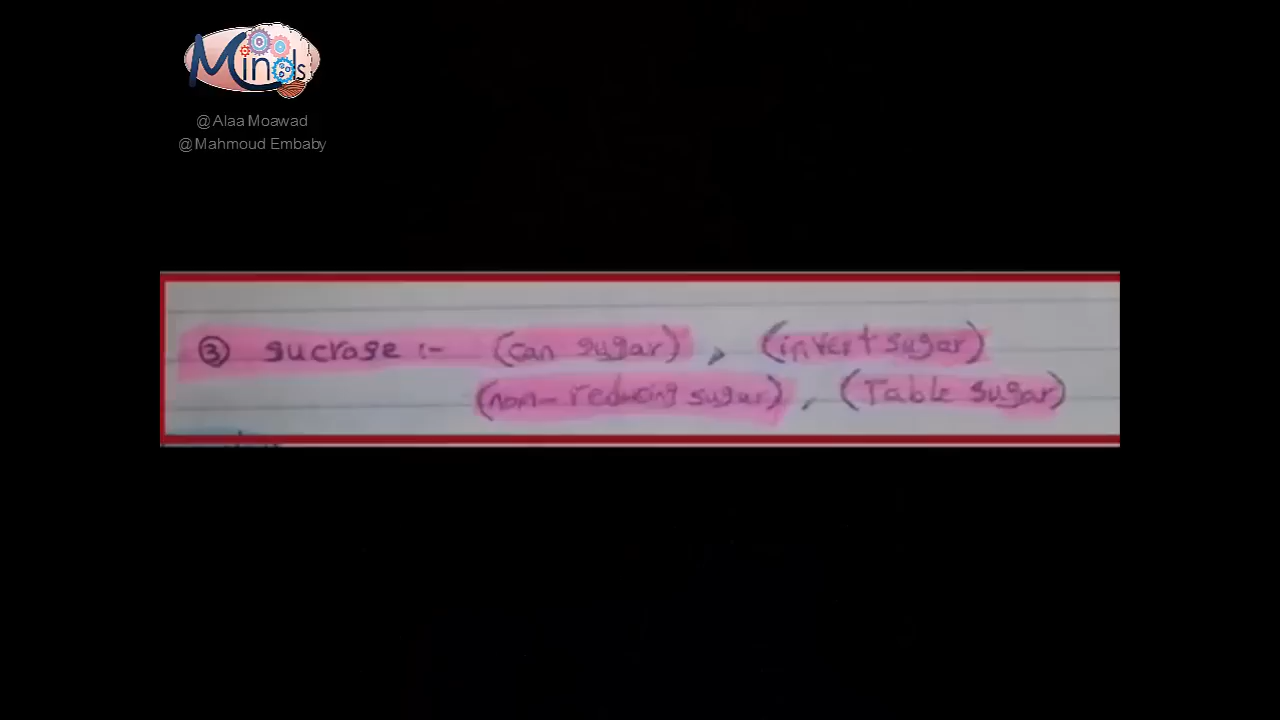 Minds
@Alaa Moawad
@Mahmoud Embaby
③ sucrose :- (can sugar) , (invert sugar)
(non-reducing sugar) , (Table sugar)